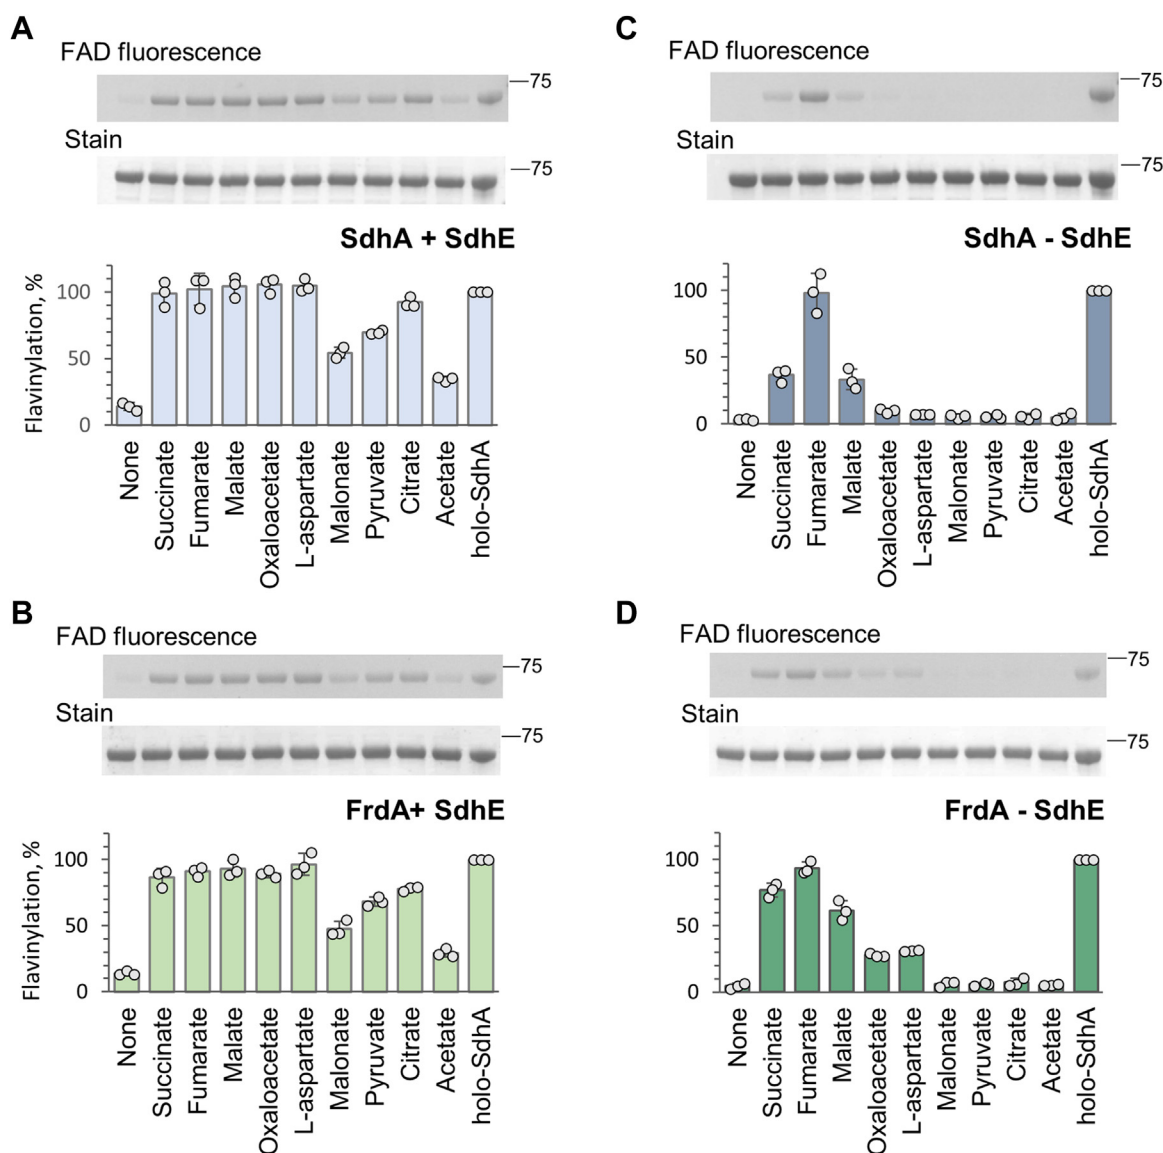 A
FAD fluorescence
—75
Stain
—75
SdhA + SdhE
Flavinylation, %
100
50
0
None
Succinate
Fumarate
Malate
Oxaloacetate
L-aspartate
Malonate
Pyruvate
Citrate
Acetate
holo-SdhA
B
FAD fluorescence
—75
Stain
—75
FrdA+ SdhE
Flavinylation, %
100
50
0
None
Succinate
Fumarate
Malate
Oxaloacetate
L-aspartate
Malonate
Pyruvate
Citrate
Acetate
holo-SdhA
C
FAD fluorescence
—75
Stain
—75
SdhA - SdhE
100
50
0
None
Succinate
Fumarate
Malate
Oxaloacetate
L-aspartate
Malonate
Pyruvate
Citrate
Acetate
holo-SdhA
D
FAD fluorescence
—75
Stain
—75
FrdA - SdhE
100
50
0
None
Succinate
Fumarate
Malate
Oxaloacetate
L-aspartate
Malonate
Pyruvate
Citrate
Acetate
holo-SdhA